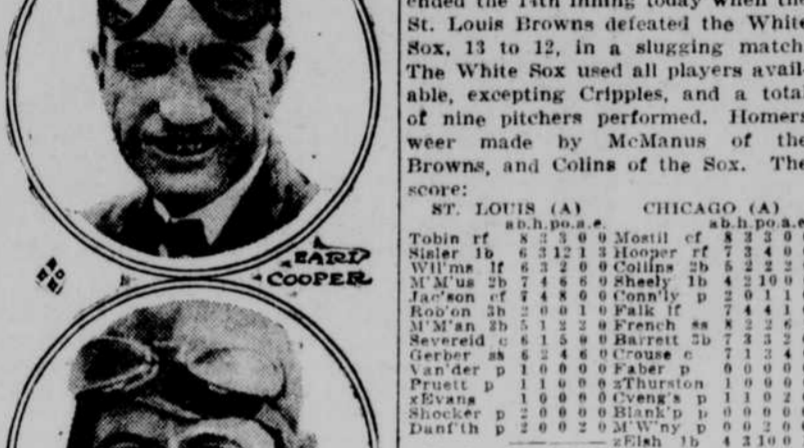 EARL
COOPER
ended the 14th inning today when the
St. Louis Browns defeated the White
Sox, 13 to 12, in a slugging match.
The White Sox used all players avail-
able, excepting Cripples, and a total
of nine pitchers performed. Homers
weer made by McManus of the
Browns, and Colins of the Sox. The
score:
ST. LOUIS (A) CHICAGO (A)
ab.h.po.a.e. ab.h.po.a.e
Tobin rf 8 3 3 0 0 Mostil cf 8 3 3 0
Sisler 1b 6 3 12 1 3 Hooper rf 7 3 4 0
Wil'ms lf 6 3 2 0 0 Collins 2b 5 2 2 2
M'M'us 2b 7 4 6 6 0 Sheely 1b 4 2 10 0
Jac'son cf 7 4 8 0 0 Conn'ly p 2 0 1 1
Rob'on 3b 2 0 0 1 0 Falk lf 7 4 4 1
M'M'an 3b 5 1 2 2 0 French ss 8 2 2 6
Severeid c 6 1 5 0 0 Barrett 3b 7 3 3 2
Gerber ss 6 2 4 6 0 Crouse c 7 1 3 4
Van'der p 1 0 0 0 0 Faber p 0 0 0 0
Pruett p 1 1 0 0 0 zThurston 1 0 0 0
xEvans 1 0 0 0 0 Cveng's p 1 1 0 2
Shocker p 2 0 0 0 0 Blank'p p 0 0 0 0
Danf'th p 2 0 0 2 0 M'W'ny p 0 0 2 0
zElsh 1b 3 1 0 0